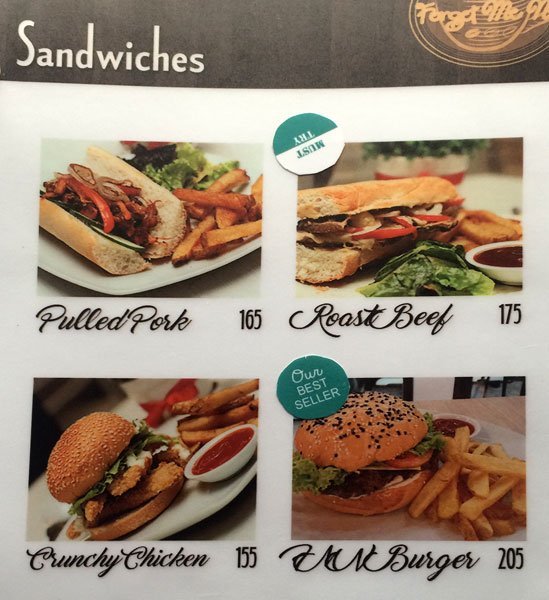 Forget Me
Sandwiches
MUST
TRY
Pulled Pork 165
Roast Beef 175
Our
BEST
SELLER
Crunchy Chicken 155
FMN Burger 205